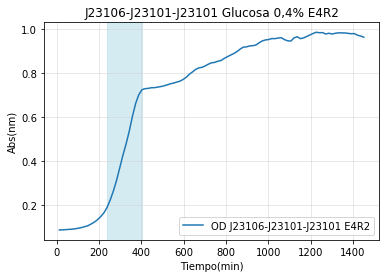 J23106-J23101-J23101 Glucosa 0,4% E4R2
1.0
0.8
0.6
0.4
0.2
Abs(nm)
OD J23106-J23101-J23101 E4R2
0 200 400 600 800 1000 1200 1400
Tiempo(min)